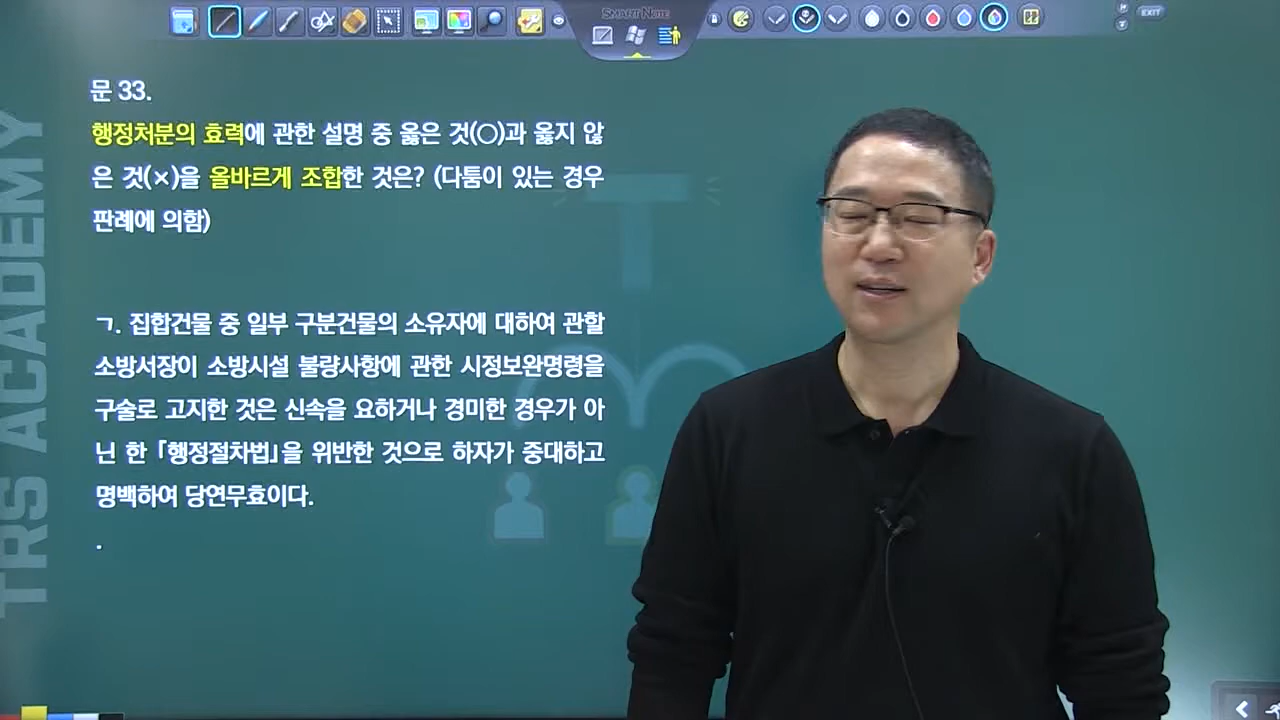 SMART NOTE
EXIT
문 33.
행정처분의 효력에 관한 설명 중 옳은 것(○)과 옳지 않
은 것(×)을 올바르게 조합한 것은? (다툼이 있는 경우
판례에 의함)
ㄱ. 집합건물 중 일부 구분건물의 소유자에 대하여 관할
소방서장이 소방시설 불량사항에 관한 시정보완명령을
구술로 고지한 것은 신속을 요하거나 경미한 경우가 아
닌 한 「행정절차법」을 위반한 것으로 하자가 중대하고
명백하여 당연무효이다.
.
TRS ACADEMY